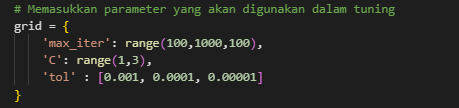 # Memasukkan parameter yang akan digunakan dalam tuning
grid = {
    'max_iter': range(100,1000,100),
    'C': range(1,3),
    'tol' : [0.001, 0.0001, 0.00001]
}